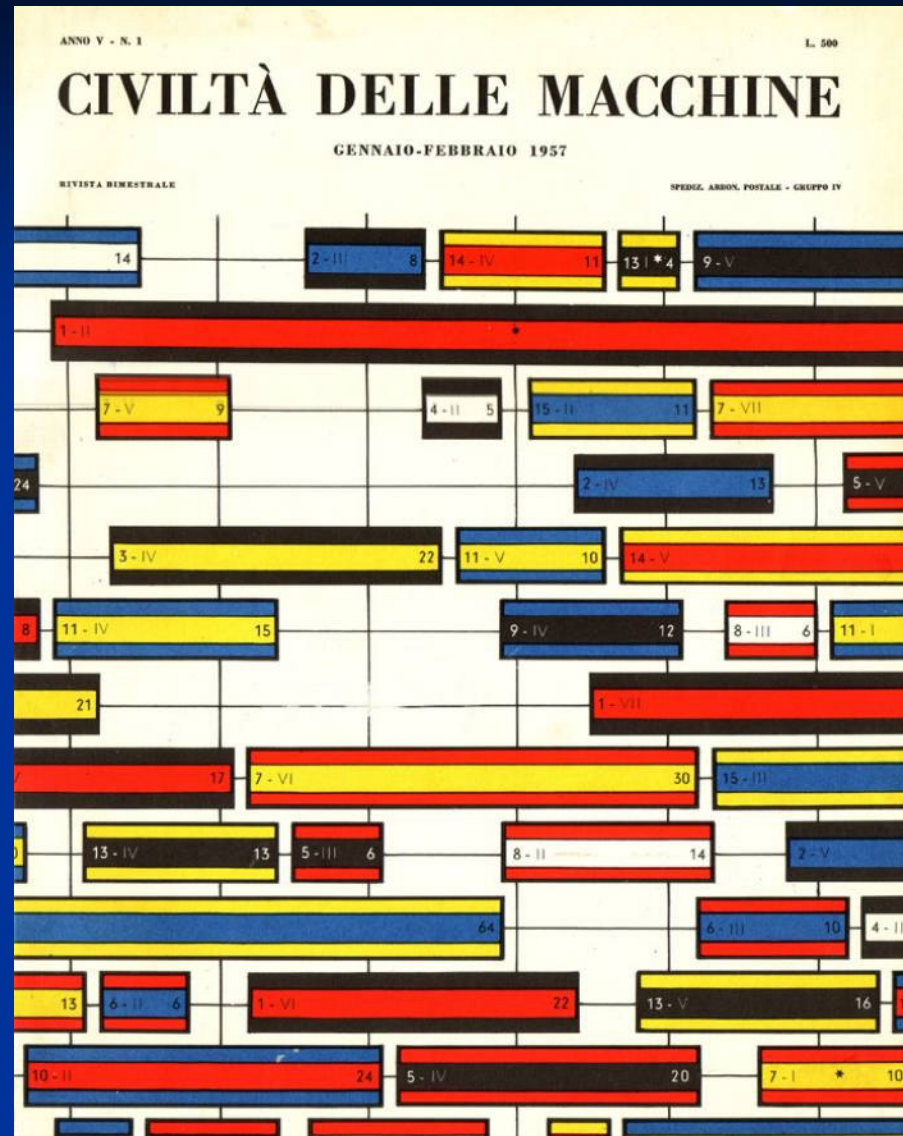 ANNO V - N. 1 L. 500
CIVILTÀ DELLE MACCHINE
GENNAIO-FEBBRAIO 1957
RIVISTA BIMESTRALE SPEDIZ. ABBON. POSTALE - GRUPPO IV
14 2 - III 8 14 - IV 11 13 I * 4 9 - V
1 - II *
7 - V 9 4 - II 5 15 - II 11 7 - VII
24 2 - IV 13 5 - V
3 - IV 22 11 - V 10 14 - V
8 11 - IV 15 9 - IV 12 8 - III 6 11 - I
21 1 - VII
17 7 - VI 30 15 - III
13 - IV 13 5 - III 6 8 - II 14 2 - V
64 6 - III 10 4 - II
13 6 - II 6 1 - VI 22 13 - V 16
10 - II 24 5 - IV 20 7 - I * 10